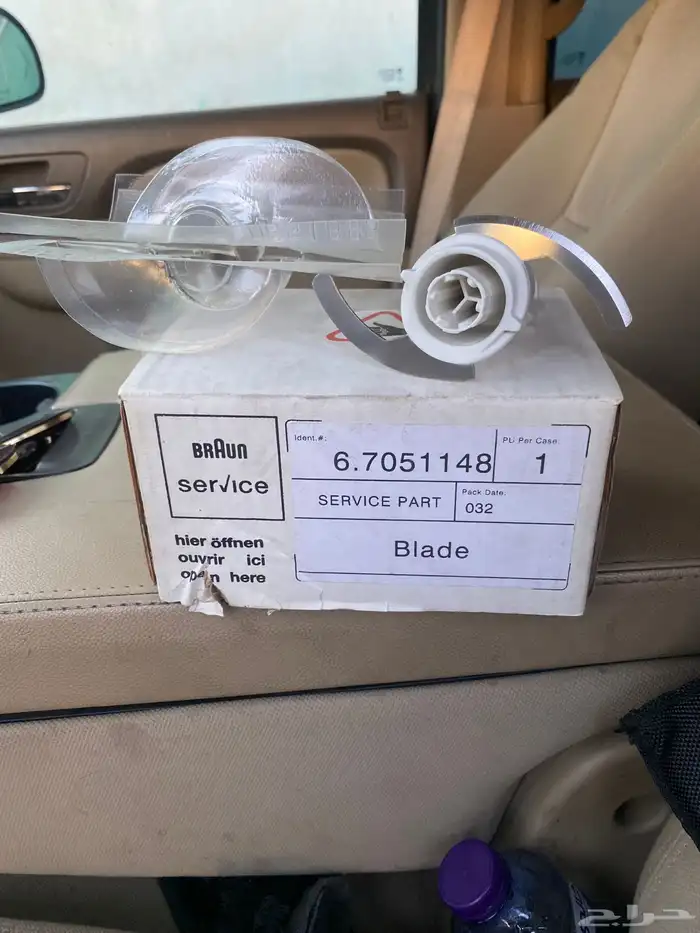 BRAUN
service
hier öffnen
ouvrir ici
open here
Ident.#:
6.7051148
PU Per Case:
1
SERVICE PART
Pack Date:
032
Blade
حراج